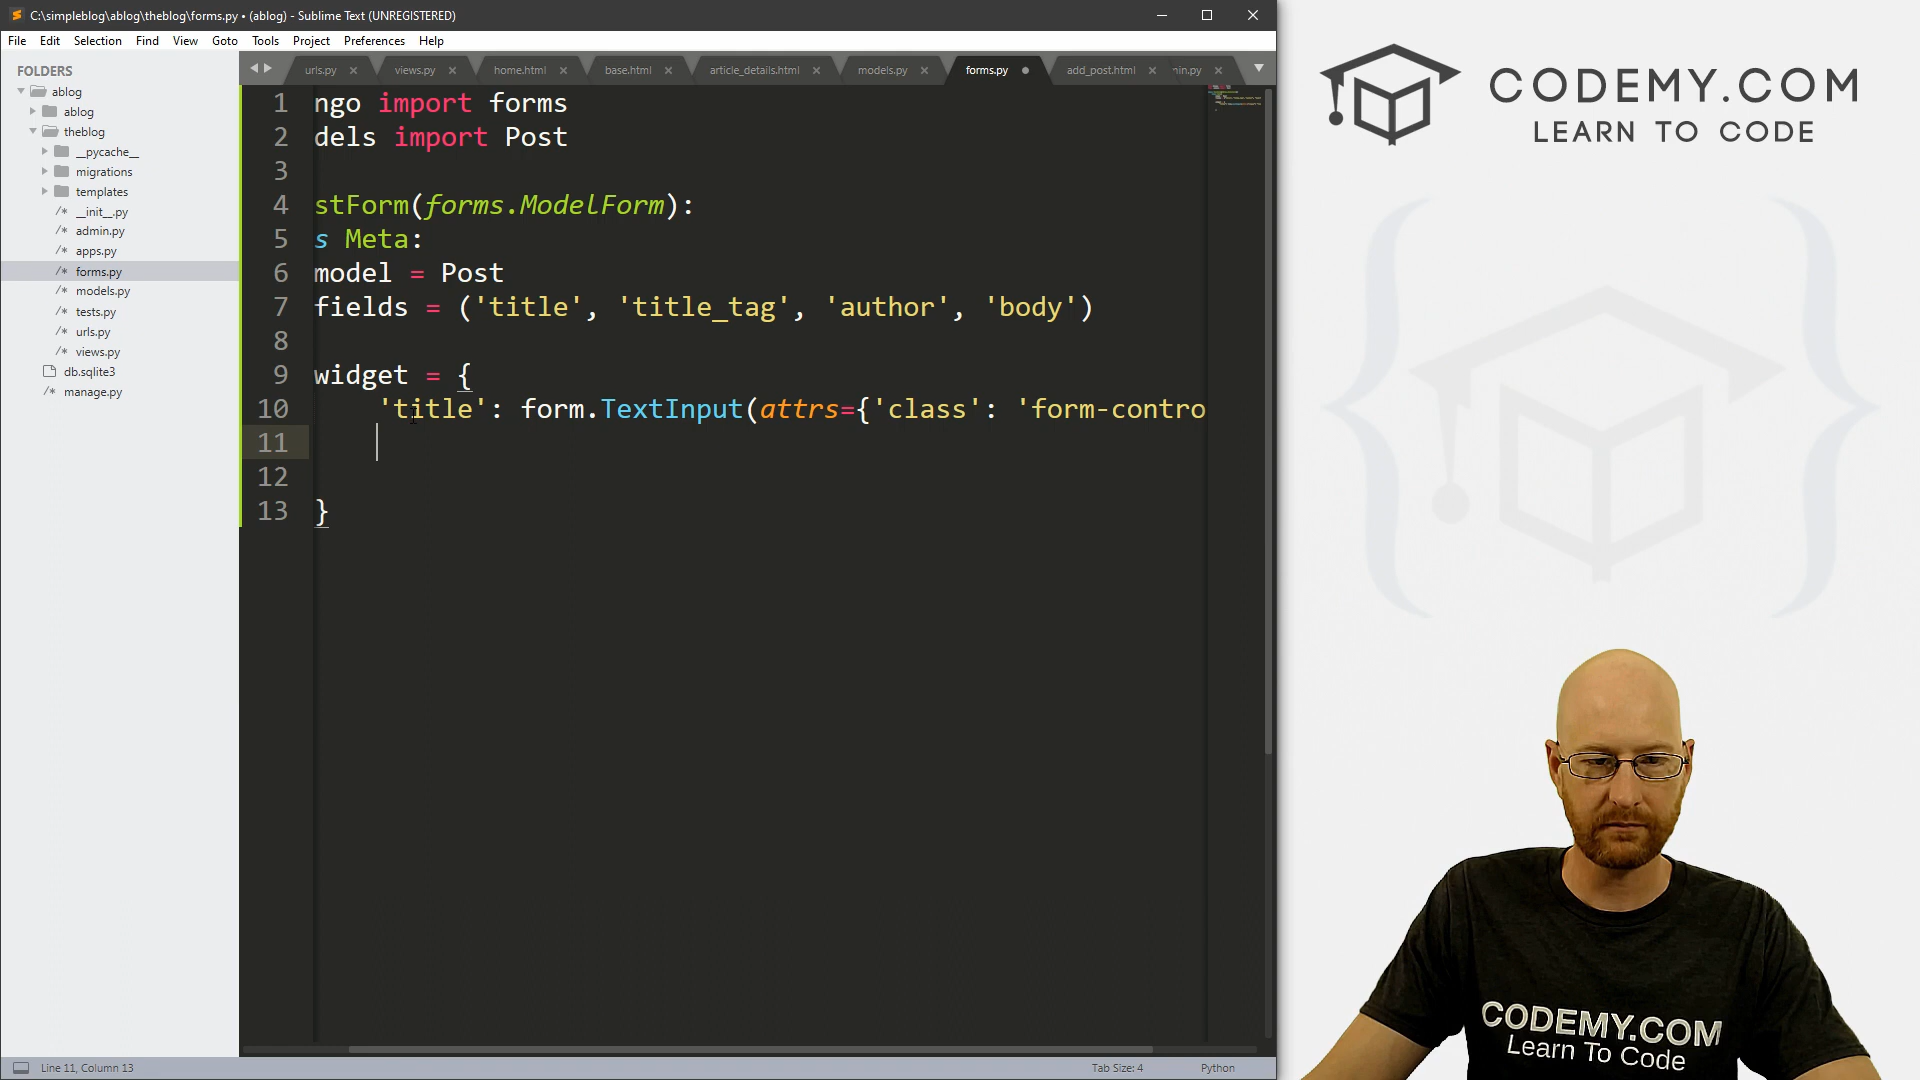 C:\simpleblog\ablog\theblog\forms.py • (ablog) - Sublime Text (UNREGISTERED)
File Edit Selection Find View Goto Tools Project Preferences Help
FOLDERS
ablog
ablog
theblog
__pycache__
migrations
templates
__init__.py
admin.py
apps.py
forms.py
models.py
tests.py
urls.py
views.py
db.sqlite3
manage.py
urls.py views.py home.html base.html article_details.html models.py forms.py add_post.html nin.py
1 ngo import forms
2 dels import Post
3
4 stForm(forms.ModelForm):
5 s Meta:
6 model = Post
7 fields = ('title', 'title_tag', 'author', 'body')
8
9 widget = {
10 'title': form.TextInput(attrs={'class': 'form-contro
11
12
13 }
Line 11, Column 13
Tab Size: 4
Python
CODEMY.COM
LEARN TO CODE
CODEMY.COM
Learn To Code